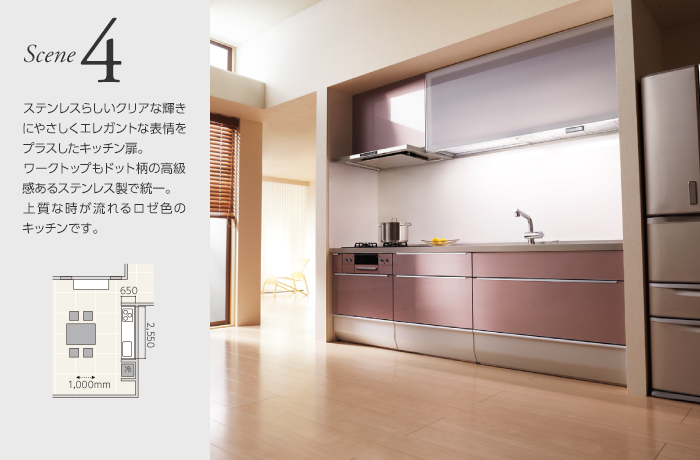 Scene 4
ステンレスらしいクリアな輝き
にやさしくエレガントな表情を
プラスしたキッチン扉。
ワークトップもドット柄の高級
感あるステンレス製で統一。
上質な時が流れるロゼ色の
キッチンです。
650
2,550
冷
1,000mm